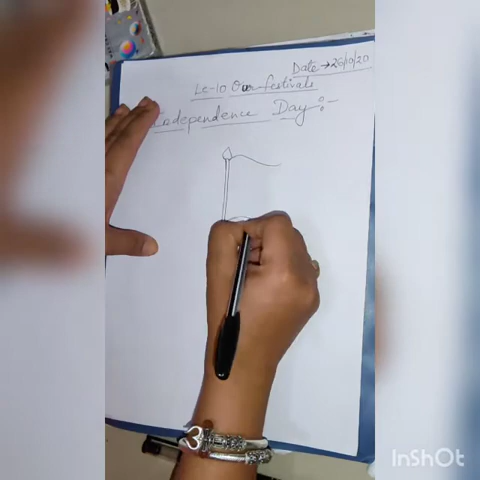 Date → 26/10/20
Lc-10 Our festivals
Independence Day :-
InShOt